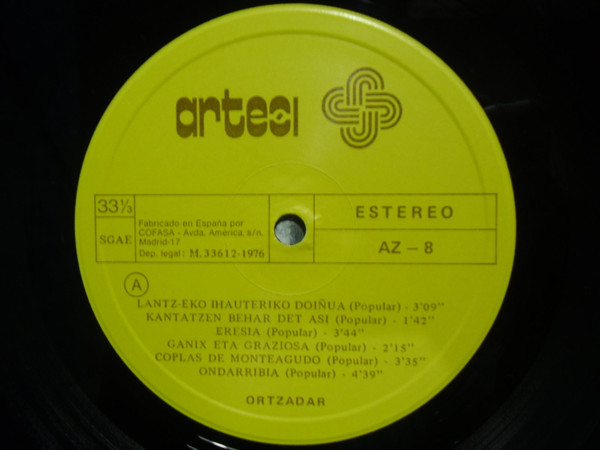 artezi
33⅓
SGAE
Fabricado en España por
COFASA - Avda. América, s/n.
Madrid-17
Dep. legal: M. 33612-1976
ESTEREO
AZ - 8
A
LANTZ-EKO IHAUTERIKO DOIÑUA (Popular) - 3'09"
KANTATZEN BEHAR DET ASI (Popular) - 1'42"
ERESIA (Popular) - 3'44"
GANIX ETA GRAZIOSA (Popular) - 2'15"
COPLAS DE MONTEAGUDO (Popular) - 3'35"
ONDARRIBIA (Popular) - 4'39"
ORTZADAR